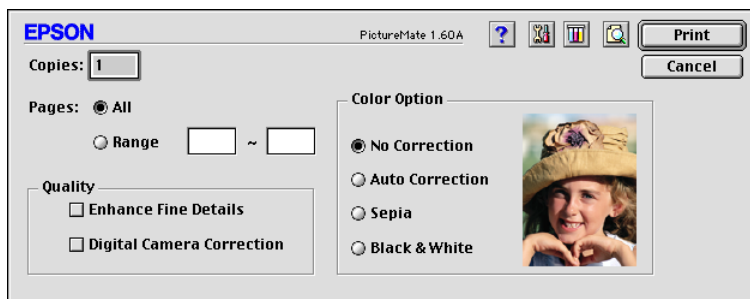 EPSON PictureMate 1.60A ? Print
Copies: 1 Cancel
Pages: All
Range ~
Color Option
No Correction
Auto Correction
Sepia
Black & White
Quality
Enhance Fine Details
Digital Camera Correction